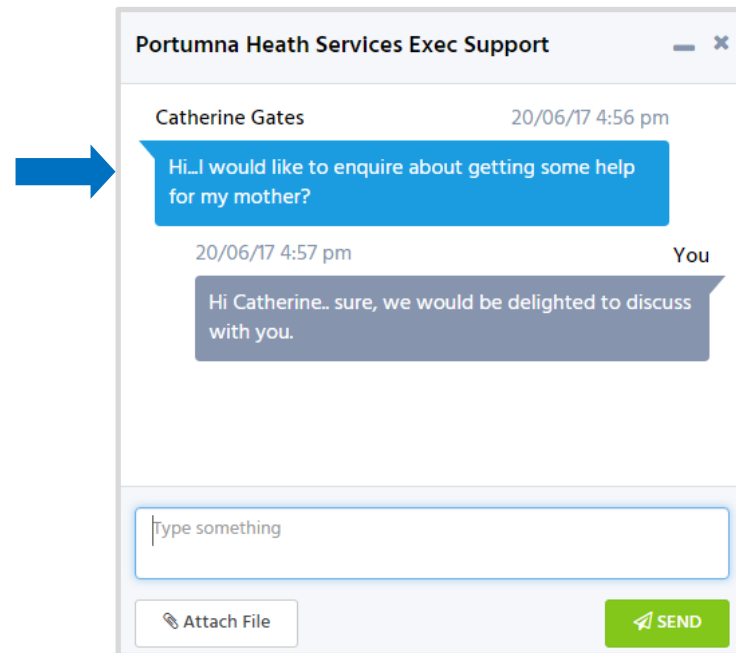 Portumna Heath Services Exec Support
Catherine Gates 20/06/17 4:56 pm
Hi...I would like to enquire about getting some help
for my mother?
20/06/17 4:57 pm You
Hi Catherine.. sure, we would be delighted to discuss
with you.
Type something
Attach File SEND